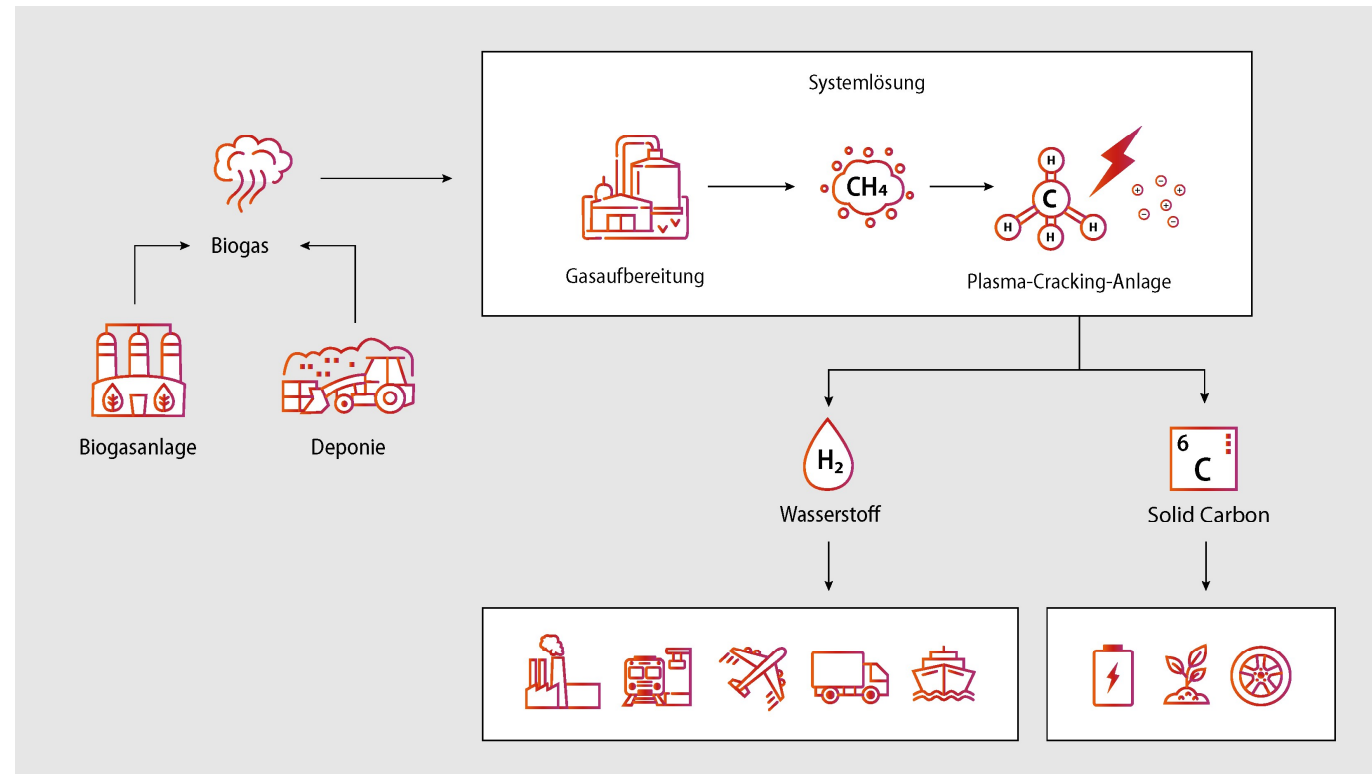 Systemlösung
CH₄
H
C
H
H
H
Biogas
Gasaufbereitung
Plasma-Cracking-Anlage
Biogasanlage
Deponie
H₂
6
C
Wasserstoff
Solid Carbon